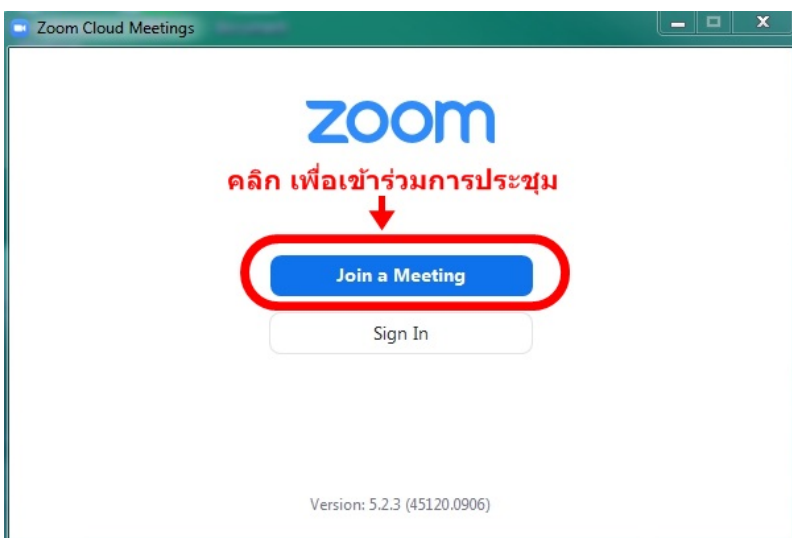 Zoom Cloud Meetings
zoom
คลิก เพื่อเข้าร่วมการประชุม
Join a Meeting
Sign In
Version: 5.2.3 (45120.0906)